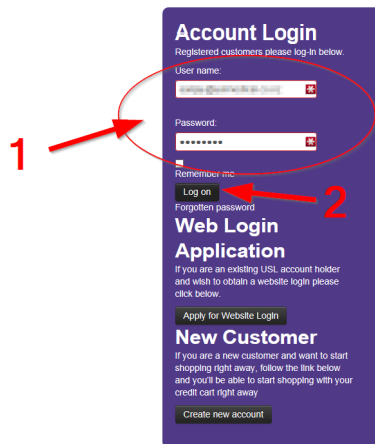 Account Login
Registered customers please log-in below.
User name:
Password:
1
Remember me
Log on
2
Forgotten password
Web Login
Application
If you are an existing USL account holder
and wish to obtain a website login please
click below.
Apply for Website Login
New Customer
If you are a new customer and want to start
shopping right away, follow the link below
and you'll be able to start shopping with your
credit cart right away
Create new account